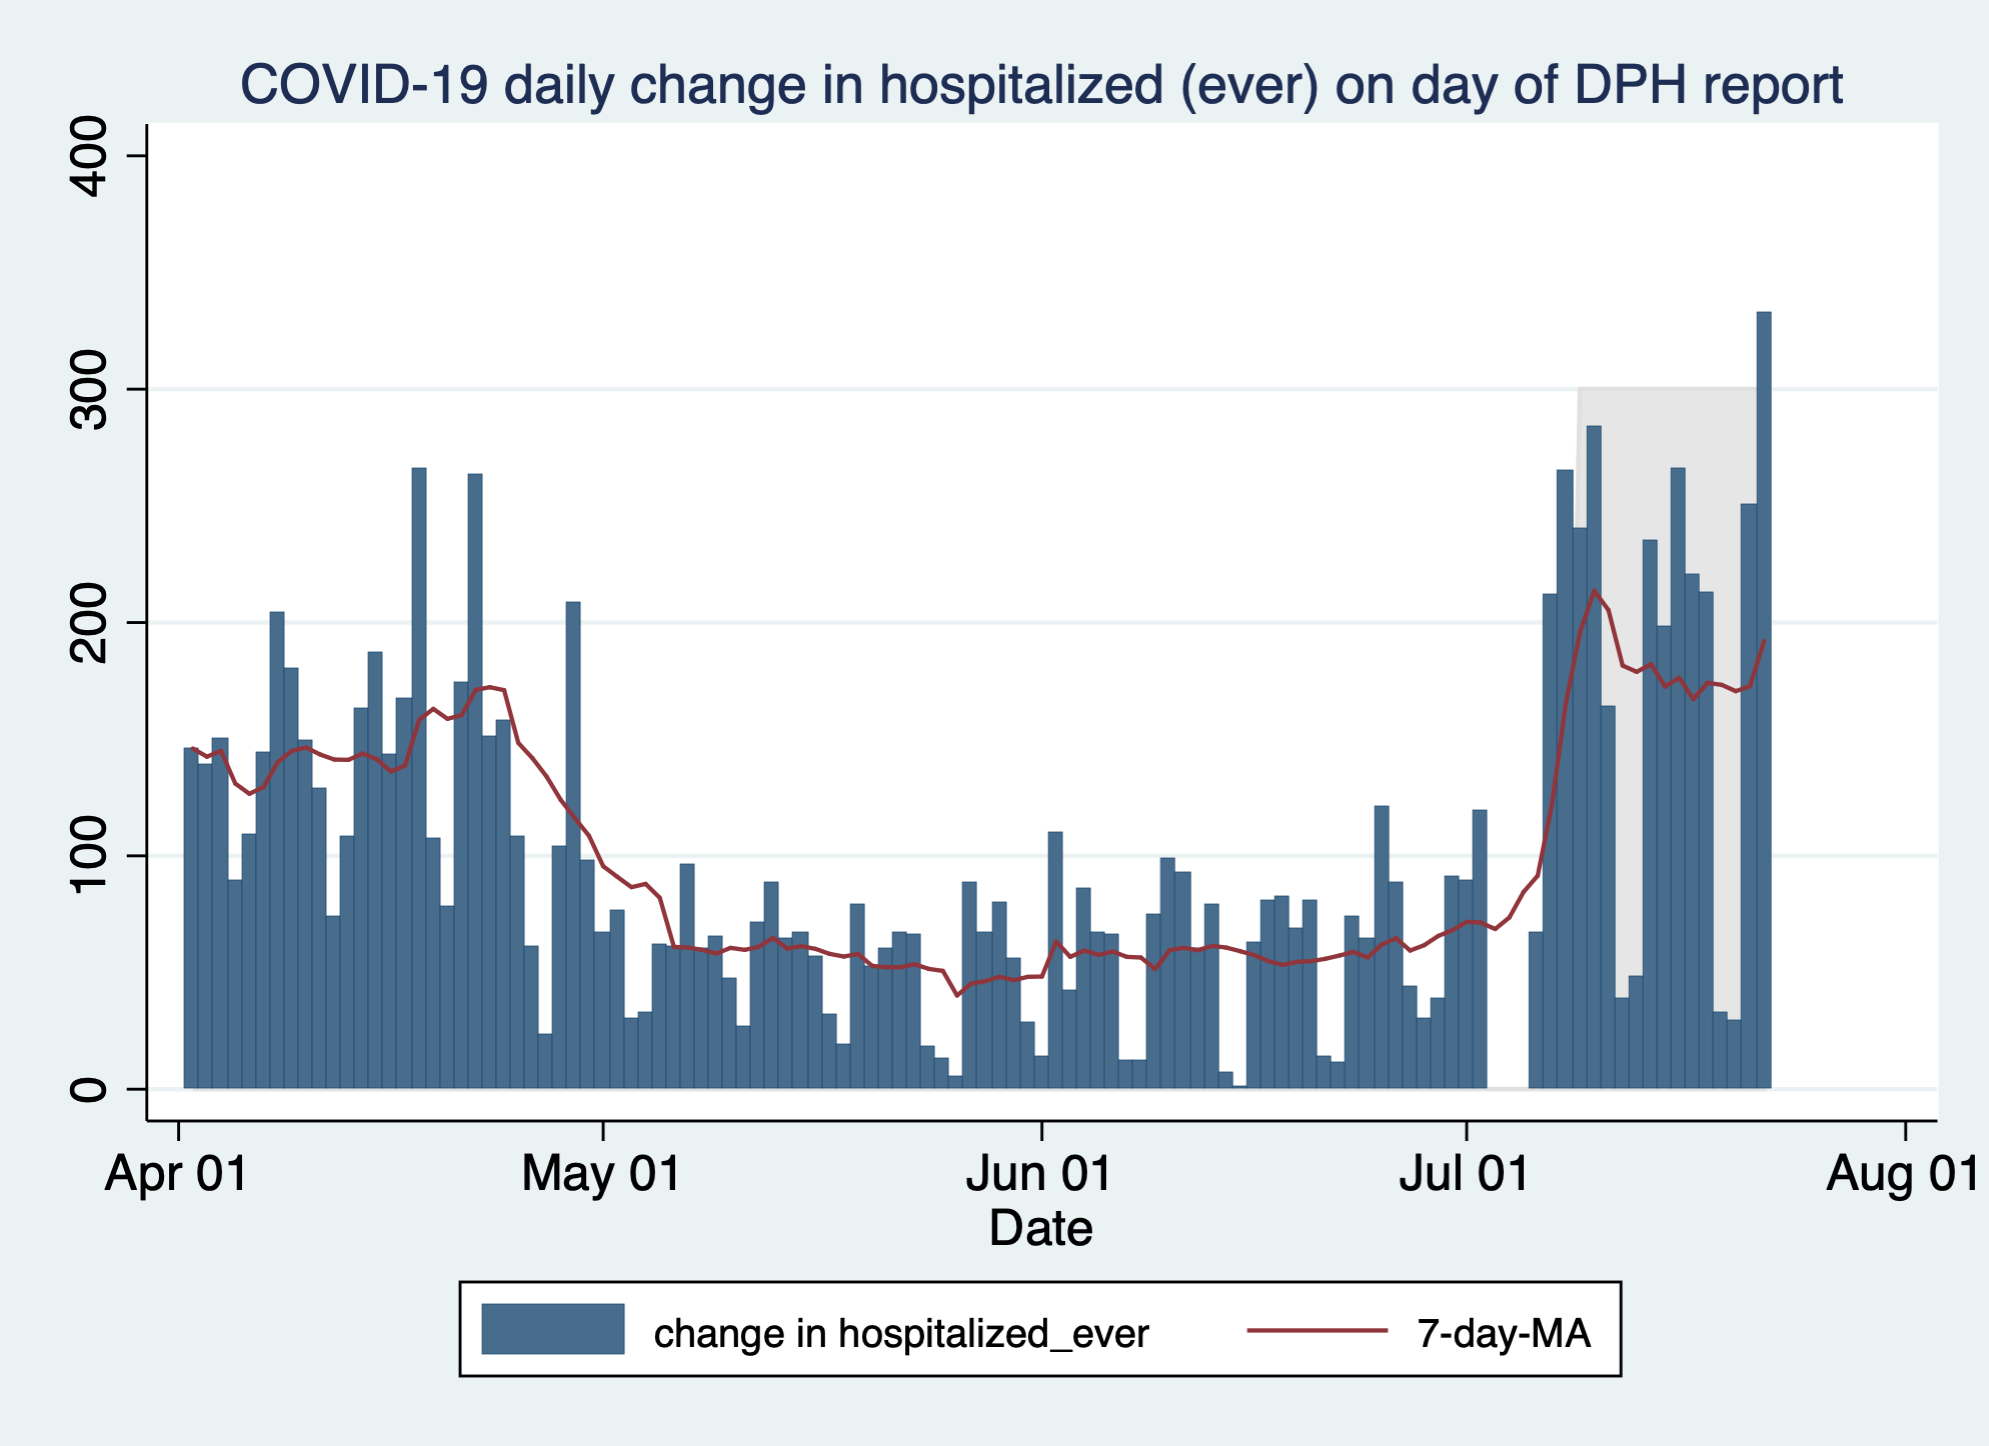 COVID-19 daily change in hospitalized (ever) on day of DPH report
400
300
200
100
0
Apr 01 May 01 Jun 01 Jul 01 Aug 01
Date
change in hospitalized_ever 7-day-MA